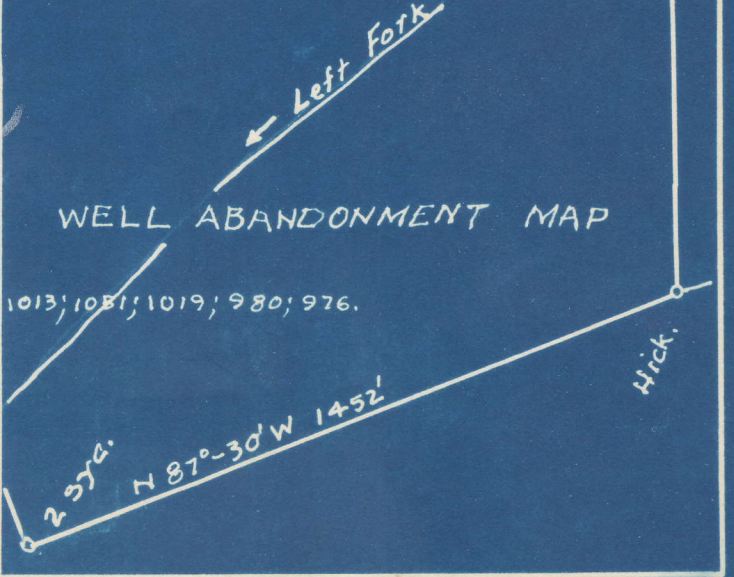 Left Fork
WELL ABANDONMENT MAP
1013; 1081; 1019; 980; 976.
Hick.
N 87°-30' W 1452'
2 Syc.